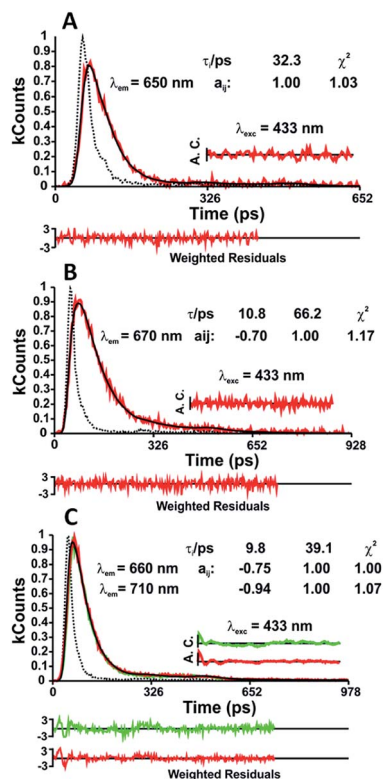 A
kCounts
1
0.9
0.8
0.7
0.6
0.5
0.4
0.3
0.2
0.1
0
τᵢ/ps 32.3 χ²
λem = 650 nm aij: 1.00 1.03
λexc = 433 nm
A. C.
0 326 652
Time (ps)
3
-3
Weighted Residuals
B
kCounts
1
0.9
0.8
0.7
0.6
0.5
0.4
0.3
0.2
0.1
0
τ/ps 10.8 66.2 χ²
λem = 670 nm aij: -0.70 1.00 1.17
λexc = 433 nm
A. C.
0 326 652 928
Time (ps)
3
-3
Weighted Residuals
C
kCounts
1
0.9
0.8
0.7
0.6
0.5
0.4
0.3
0.2
0.1
0
τᵢ/ps 9.8 39.1 χ²
λem = 660 nm aij: -0.75 1.00 1.00
λem = 710 nm -0.94 1.00 1.07
λexc = 433 nm
A. C.
0 326 652 978
Time (ps)
3
-3
3
-3
Weighted Residuals